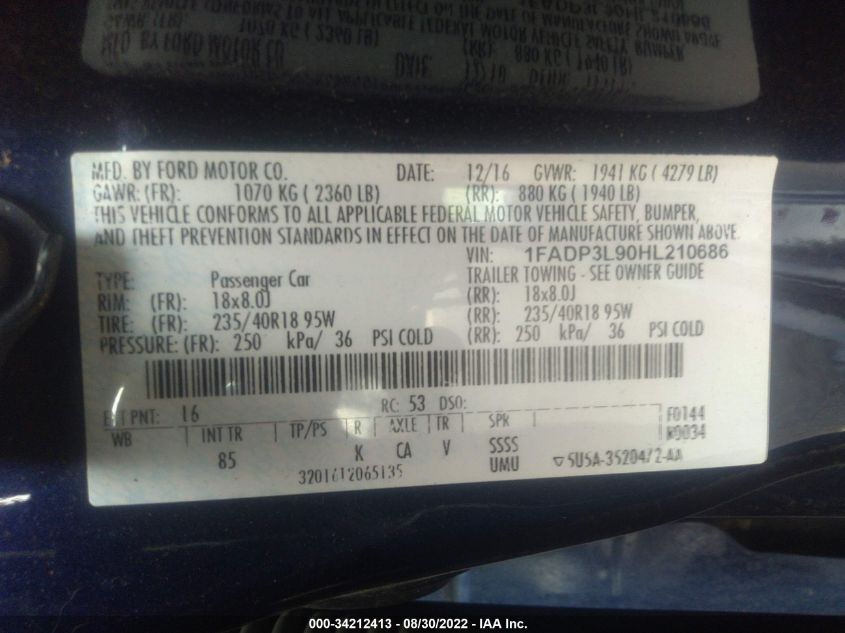 MFD. BY FORD MOTOR CO. DATE: 12/16 GVWR: 1941 KG ( 4279 LB)
GAWR: (FR): 1070 KG ( 2360 LB) (RR): 880 KG ( 1940 LB)
THIS VEHICLE CONFORMS TO ALL APPLICABLE FEDERAL MOTOR VEHICLE SAFETY, BUMPER,
AND THEFT PREVENTION STANDARDS IN EFFECT ON THE DATE OF MANUFACTURE SHOWN ABOVE.
VIN: 1FADP3L90HL210686
TYPE: Passenger Car TRAILER TOWING - SEE OWNER GUIDE
RIM: (FR): 18x8.0J (RR): 18x8.0J
TIRE: (FR): 235/40R18 95W (RR): 235/40R18 95W
PRESSURE: (FR): 250 kPa/ 36 PSI COLD (RR): 250 kPa/ 36 PSI COLD
PNT: 16 RC: 53 DSO: F0144
WB INT TR TP/PS R AXLE TR SPR
85 K CA V SSSS
UMU
000-34212413 - 08/30/2022 - IAA Inc.